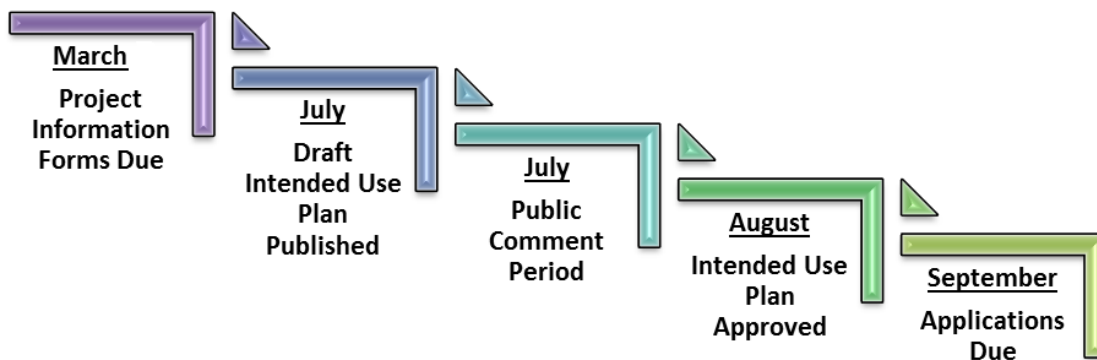 March
Project
Information
Forms Due
July
Draft
Intended Use
Plan
Published
July
Public
Comment
Period
August
Intended Use
Plan
Approved
September
Applications
Due